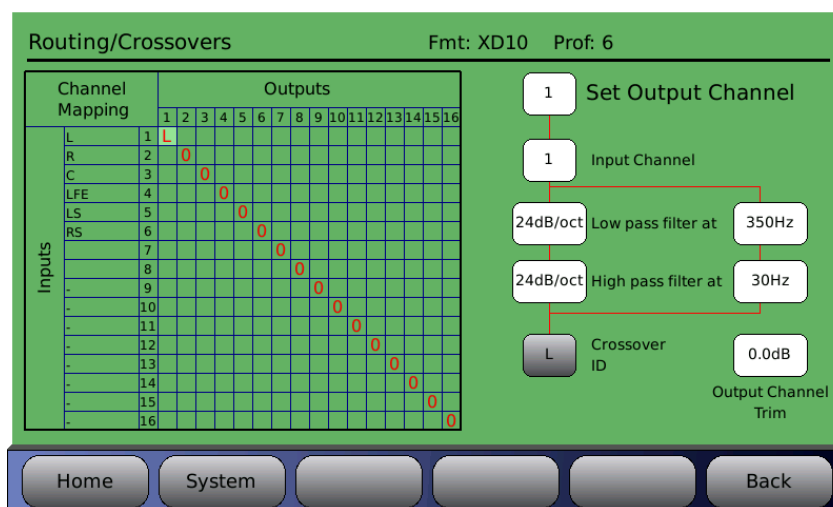 Routing/Crossovers Fmt: XD10 Prof: 6
Channel Mapping Outputs
1 2 3 4 5 6 7 8 9 10 11 12 13 14 15 16
Inputs
L 1 L
R 2 0
C 3 0
LFE 4 0
LS 5 0
RS 6 0
7 0
8 0
- 9 0
- 10 0
- 11 0
- 12 0
- 13 0
- 14 0
- 15 0
- 16 0
1 Set Output Channel
1 Input Channel
24dB/oct Low pass filter at 350Hz
24dB/oct High pass filter at 30Hz
L Crossover ID 0.0dB
Output Channel Trim
Home System Back